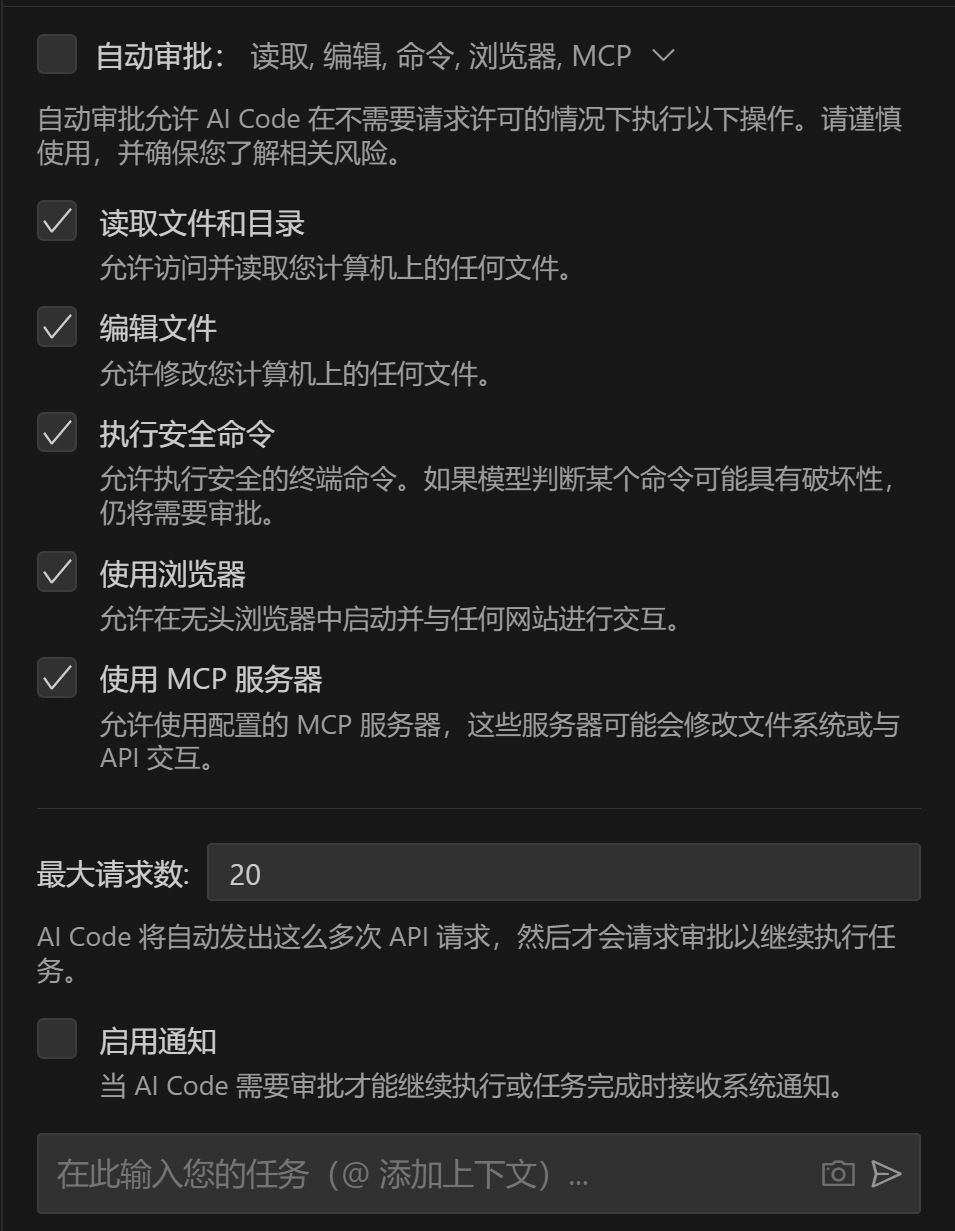 自动审批： 读取, 编辑, 命令, 浏览器, MCP
自动审批允许 AI Code 在不需要请求许可的情况下执行以下操作。请谨慎
使用，并确保您了解相关风险。
读取文件和目录
允许访问并读取您计算机上的任何文件。
编辑文件
允许修改您计算机上的任何文件。
执行安全命令
允许执行安全的终端命令。如果模型判断某个命令可能具有破坏性，
仍将需要审批。
使用浏览器
允许在无头浏览器中启动并与任何网站进行交互。
使用 MCP 服务器
允许使用配置的 MCP 服务器，这些服务器可能会修改文件系统或与
API 交互。
最大请求数: 20
AI Code 将自动发出这么多次 API 请求，然后才会请求审批以继续执行任
务。
启用通知
当 AI Code 需要审批才能继续执行或任务完成时接收系统通知。
在此输入您的任务（@ 添加上下文）...